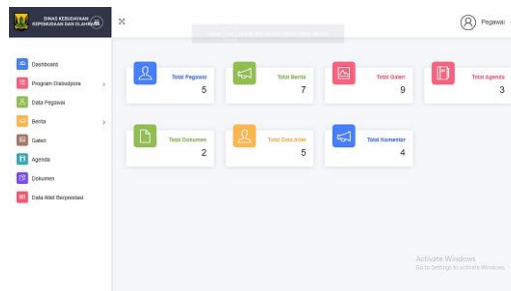 DINAS KEBUDAYAAN
KEPEMUDAAN DAN OLAHRAGA
Pegawai
Dashboard
Program Disbudpora
Data Pegawai
Berita
Galeri
Agenda
Dokumen
Data Atlet Berprestasi
Total Pegawai
5
Total Berita
7
Total Galeri
9
Total Agenda
3
Total Dokumen
2
Total Data Atlet
5
Total Komentar
4
Activate Windows
Go to Settings to activate Windows.